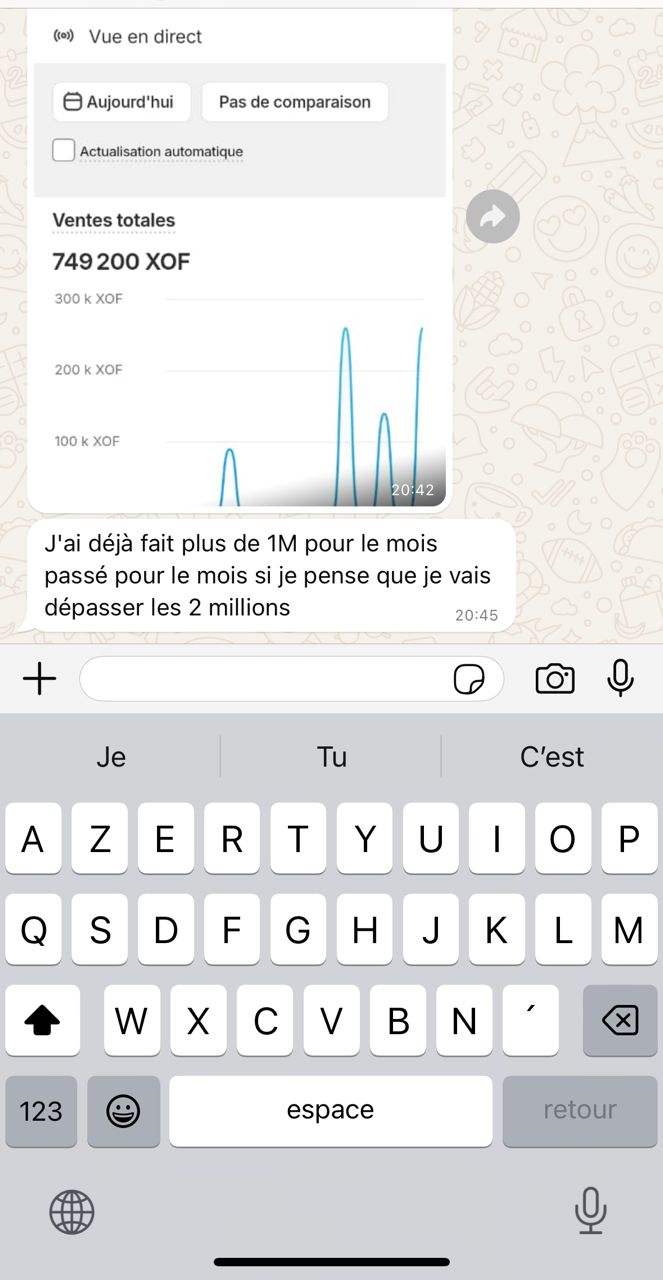 Vue en direct
Aujourd'hui
Pas de comparaison
Actualisation automatique
Ventes totales
749 200 XOF
300 k XOF
200 k XOF
100 k XOF
20:42
J'ai déjà fait plus de 1M pour le mois
passé pour le mois si je pense que je vais
dépasser les 2 millions
20:45
Je
Tu
C'est
A Z E R T Y U I O P
Q S D F G H J K L M
W X C V B N ´
123
espace
retour